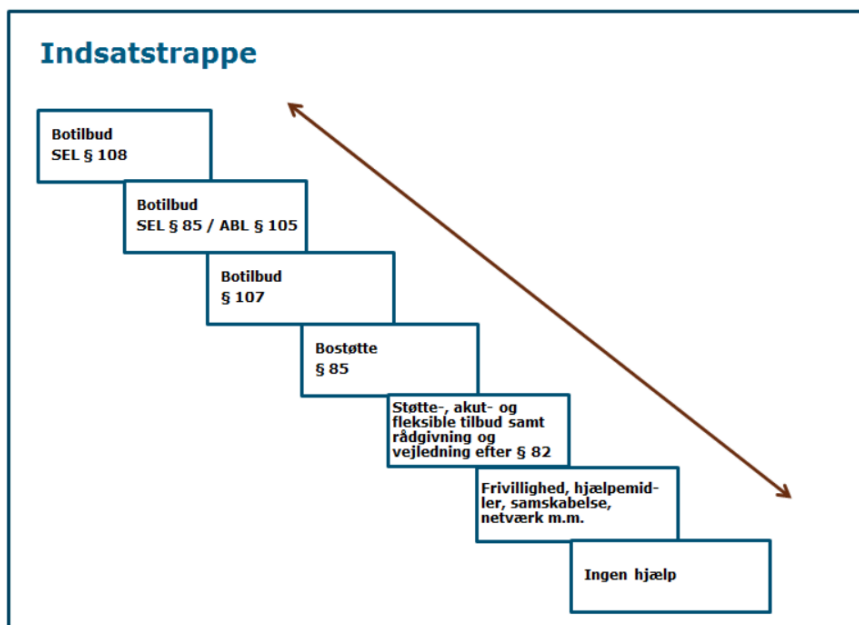 Indsatstrappe
Botilbud
SEL § 108
Botilbud
SEL § 85 / ABL § 105
Botilbud
§ 107
Bostøtte
§ 85
Støtte-, akut- og
fleksible tilbud samt
rådgivning og
vejledning efter § 82
Frivillighed, hjælpemid-
ler, samskabelse,
netværk m.m.
Ingen hjælp